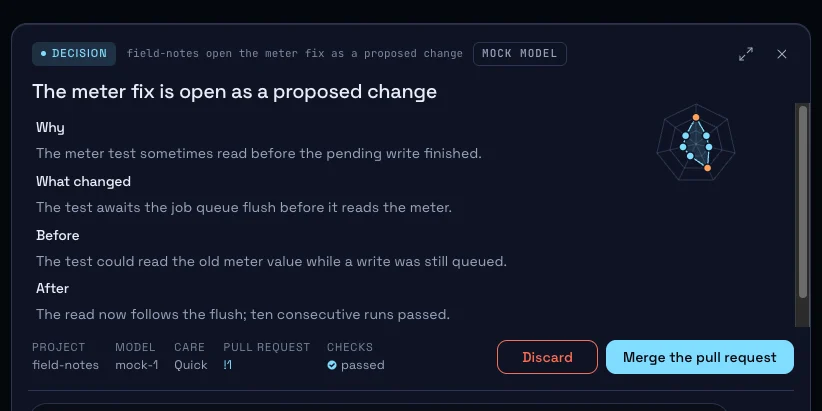 DECISION field-notes open the meter fix as a proposed change MOCK MODEL
The meter fix is open as a proposed change
Why
The meter test sometimes read before the pending write finished.
What changed
The test awaits the job queue flush before it reads the meter.
Before
The test could read the old meter value while a write was still queued.
After
The read now follows the flush; ten consecutive runs passed.
PROJECT MODEL CARE PULL REQUEST CHECKS
field-notes mock-1 Quick !1 passed
Discard Merge the pull request